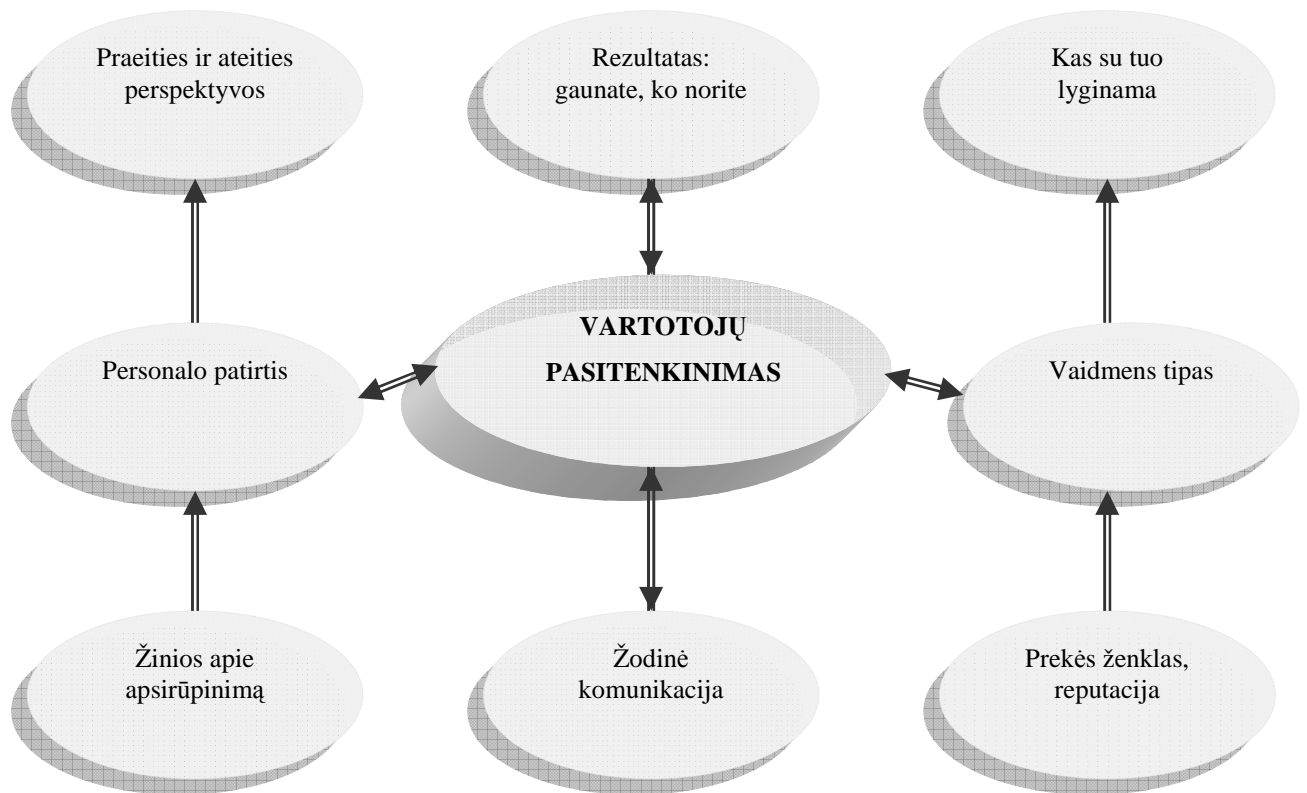 Praeities ir ateities
perspektyvos
Rezultatas:
gaunate, ko norite
Kas su tuo
lyginama
Personalo patirtis
VARTOTOJŲ
PASITENKINIMAS
Vaidmens tipas
Žinios apie
apsirūpinimą
Žodinė
komunikacija
Prekės ženklas,
reputacija